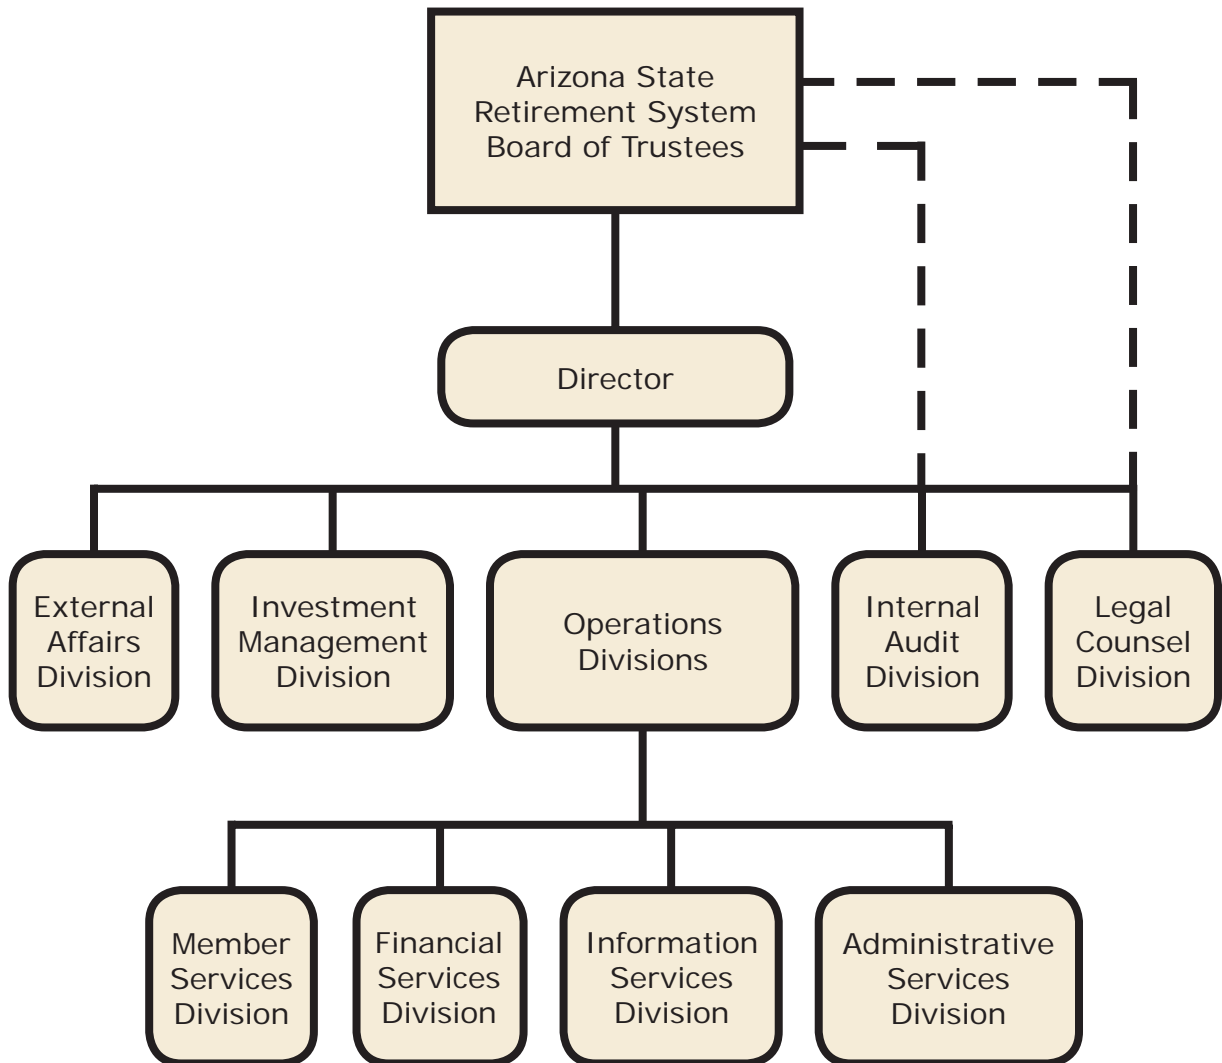 Arizona State
Retirement System
Board of Trustees
Director
External
Affairs
Division
Investment
Management
Division
Operations
Divisions
Internal
Audit
Division
Legal
Counsel
Division
Member
Services
Division
Financial
Services
Division
Information
Services
Division
Administrative
Services
Division